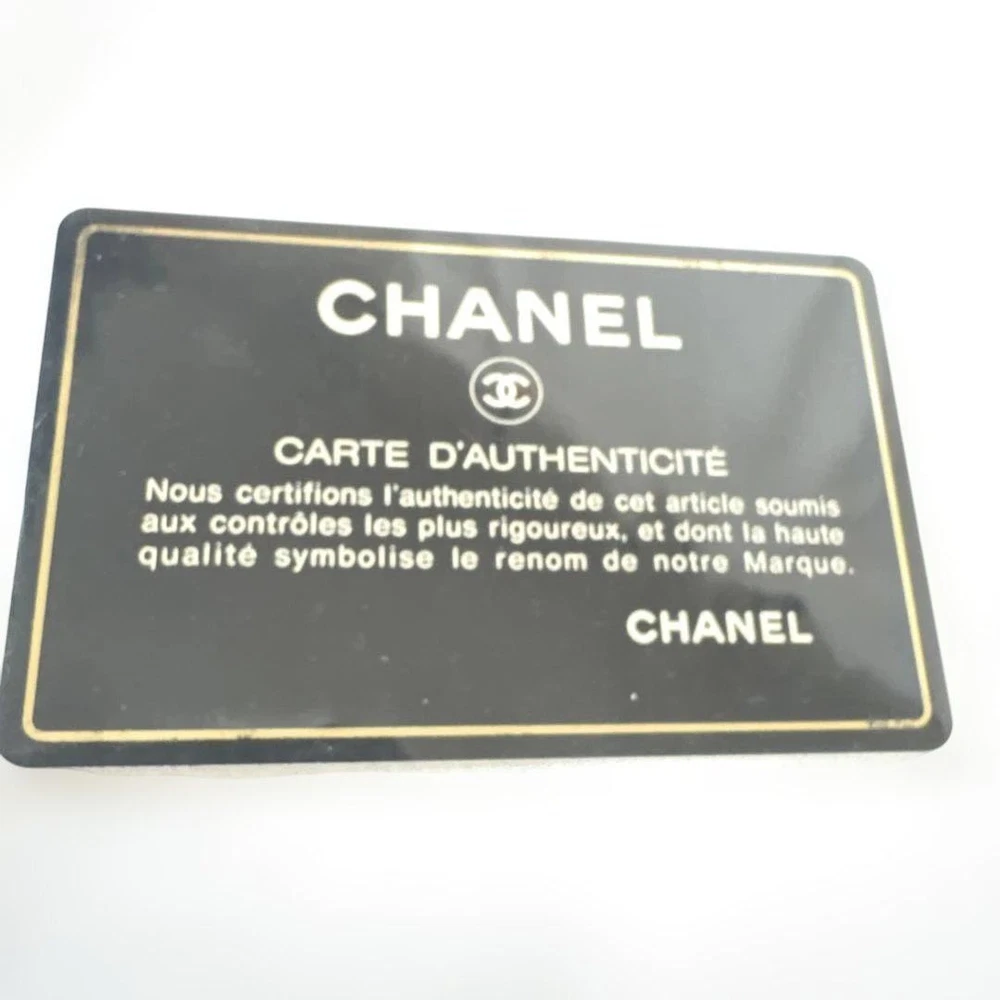 CHANEL
CARTE D'AUTHENTICITÉ
Nous certifions l'authenticité de cet article soumis
aux contrôles les plus rigoureux, et dont la haute
qualité symbolise le renom de notre Marque.
CHANEL